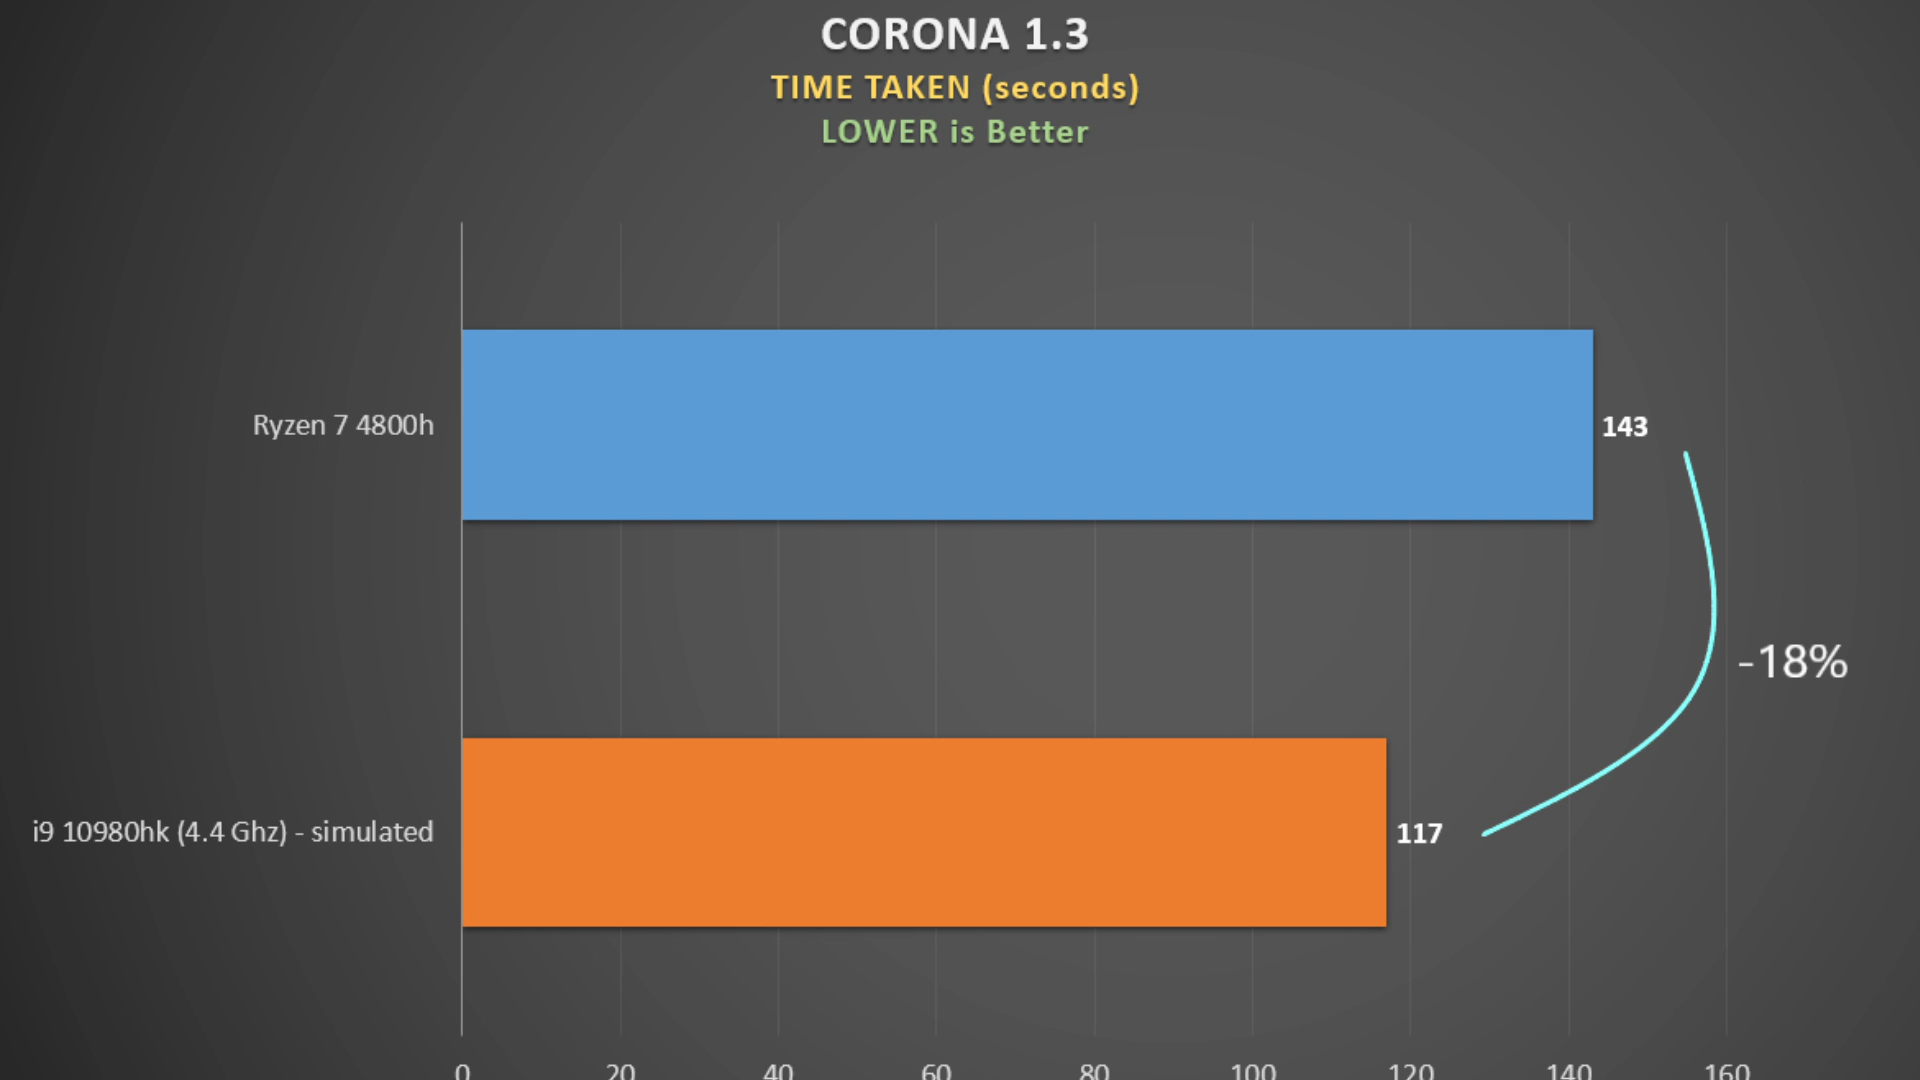 CORONA 1.3
TIME TAKEN (seconds)
LOWER is Better
Ryzen 7 4800h
143
-18%
i9 10980hk (4.4 Ghz) - simulated
117
0 20 40 60 80 100 120 140 160